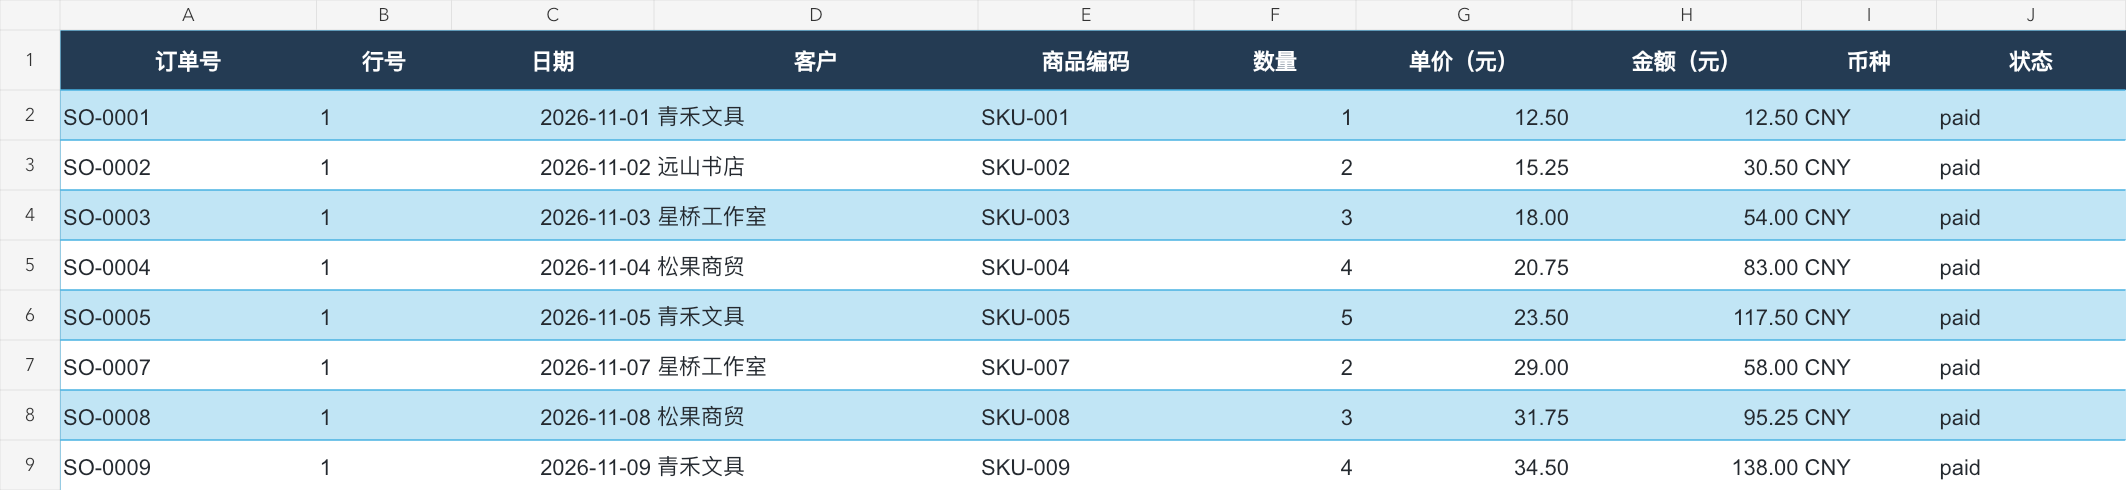 A B C D E F G H I J
1 订单号 行号 日期 客户 商品编码 数量 单价（元） 金额（元） 币种 状态
2 SO-0001 1 2026-11-01 青禾文具 SKU-001 1 12.50 12.50 CNY paid
3 SO-0002 1 2026-11-02 远山书店 SKU-002 2 15.25 30.50 CNY paid
4 SO-0003 1 2026-11-03 星桥工作室 SKU-003 3 18.00 54.00 CNY paid
5 SO-0004 1 2026-11-04 松果商贸 SKU-004 4 20.75 83.00 CNY paid
6 SO-0005 1 2026-11-05 青禾文具 SKU-005 5 23.50 117.50 CNY paid
7 SO-0007 1 2026-11-07 星桥工作室 SKU-007 2 29.00 58.00 CNY paid
8 SO-0008 1 2026-11-08 松果商贸 SKU-008 3 31.75 95.25 CNY paid
9 SO-0009 1 2026-11-09 青禾文具 SKU-009 4 34.50 138.00 CNY paid